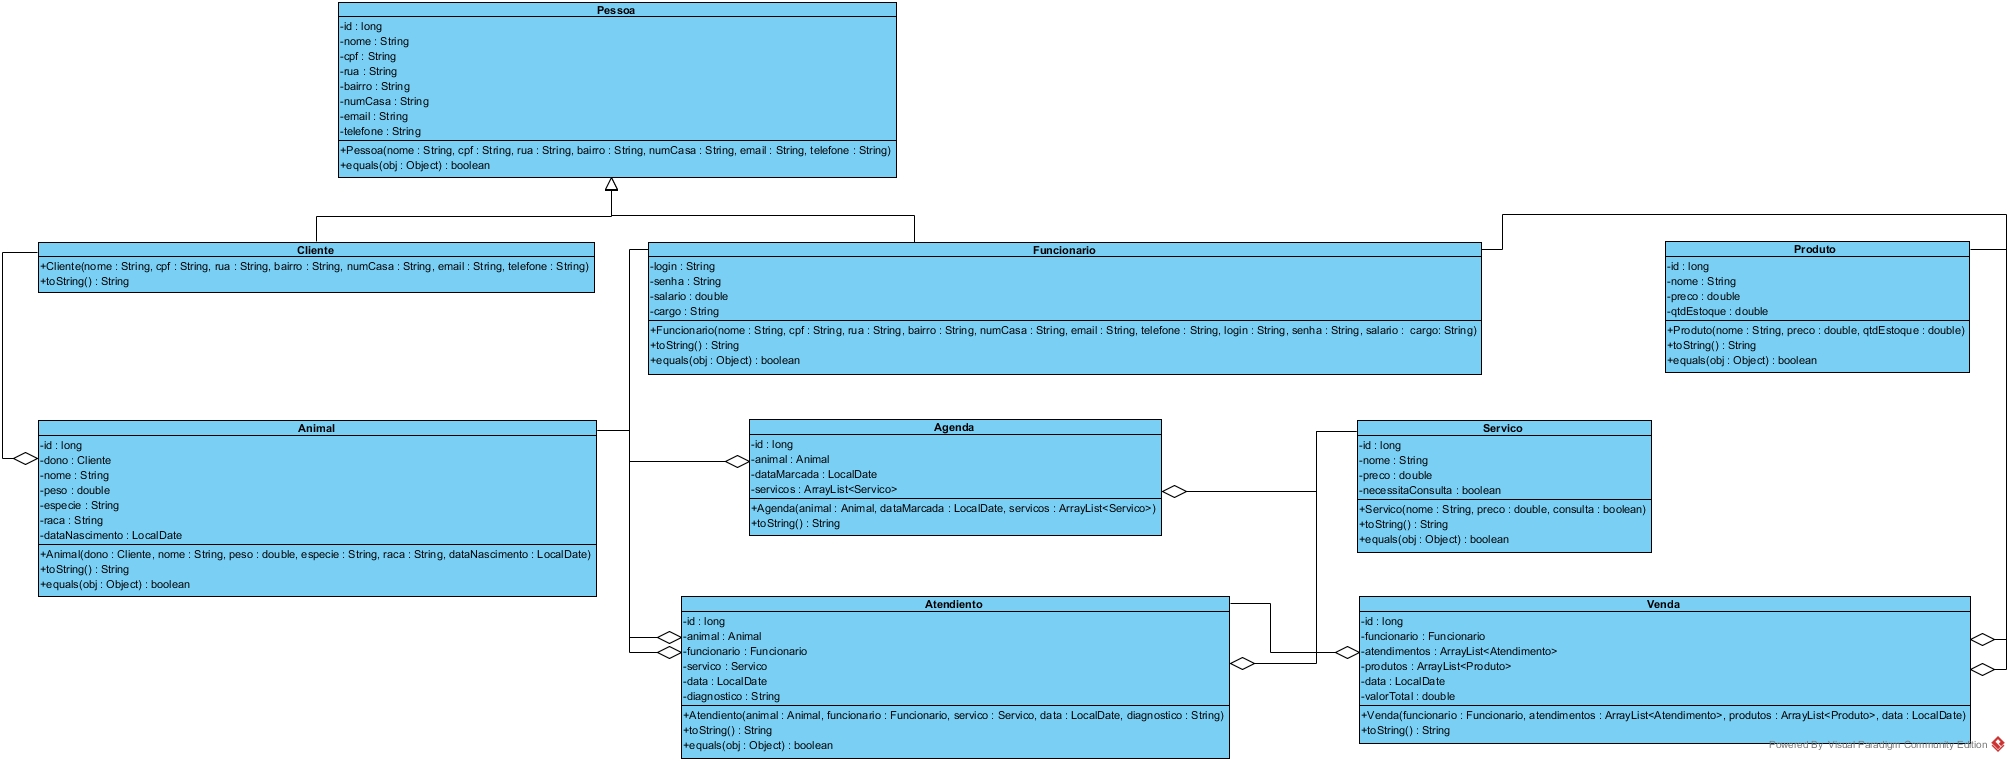 Pessoa
-id : long
-nome : String
-cpf : String
-rua : String
-bairro : String
-numCasa : String
-email : String
-telefone : String
+Pessoa(nome : String, cpf : String, rua : String, bairro : String, numCasa : String, email : String, telefone : String)
+equals(obj : Object) : boolean
Cliente
+Cliente(nome : String, cpf : String, rua : String, bairro : String, numCasa : String, email : String, telefone : String)
+toString() : String
Funcionario
-login : String
-senha : String
-salario : double
-cargo : String
+Funcionario(nome : String, cpf : String, rua : String, bairro : String, numCasa : String, email : String, telefone : String, login : String, senha : String, salario :  cargo: String)
+toString() : String
+equals(obj : Object) : boolean
Produto
-id : long
-nome : String
-preco : double
-qtdEstoque : double
+Produto(nome : String, preco : double, qtdEstoque : double)
+toString() : String
+equals(obj : Object) : boolean
Animal
-id : long
-dono : Cliente
-nome : String
-peso : double
-especie : String
-raca : String
-dataNascimento : LocalDate
+Animal(dono : Cliente, nome : String, peso : double, especie : String, raca : String, dataNascimento : LocalDate)
+toString() : String
+equals(obj : Object) : boolean
Agenda
-id : long
-animal : Animal
-dataMarcada : LocalDate
-servicos : ArrayList<Servico>
+Agenda(animal : Animal, dataMarcada : LocalDate, servicos : ArrayList<Servico>)
+toString() : String
Servico
-id : long
-nome : String
-preco : double
-necessitaConsulta : boolean
+Servico(nome : String, preco : double, consulta : boolean)
+toString() : String
+equals(obj : Object) : boolean
Atendiento
-id : long
-animal : Animal
-funcionario : Funcionario
-servico : Servico
-data : LocalDate
-diagnostico : String
+Atendiento(animal : Animal, funcionario : Funcionario, servico : Servico, data : LocalDate, diagnostico : String)
+toString() : String
+equals(obj : Object) : boolean
Venda
-id : long
-funcionario : Funcionario
-atendimentos : ArrayList<Atendimento>
-produtos : ArrayList<Produto>
-data : LocalDate
-valorTotal : double
+Venda(funcionario : Funcionario, atendimentos : ArrayList<Atendimento>, produtos : ArrayList<Produto>, data : LocalDate)
+toString() : String
Powered By Visual Paradigm Community Edition